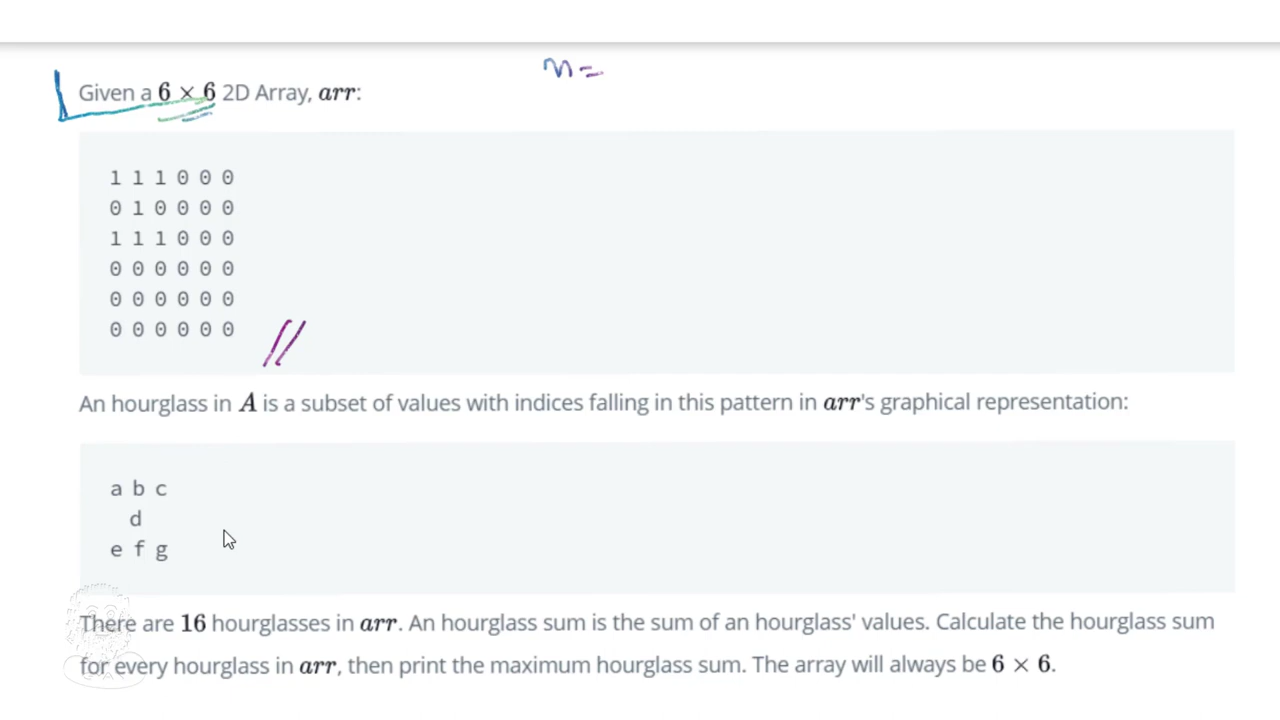 n=
Given a 6 × 6 2D Array, arr:
1 1 1 0 0 0
0 1 0 0 0 0
1 1 1 0 0 0
0 0 0 0 0 0
0 0 0 0 0 0
0 0 0 0 0 0
An hourglass in A is a subset of values with indices falling in this pattern in arr's graphical representation:
a b c
d
e f g
There are 16 hourglasses in arr. An hourglass sum is the sum of an hourglass' values. Calculate the hourglass sum
for every hourglass in arr, then print the maximum hourglass sum. The array will always be 6 × 6.